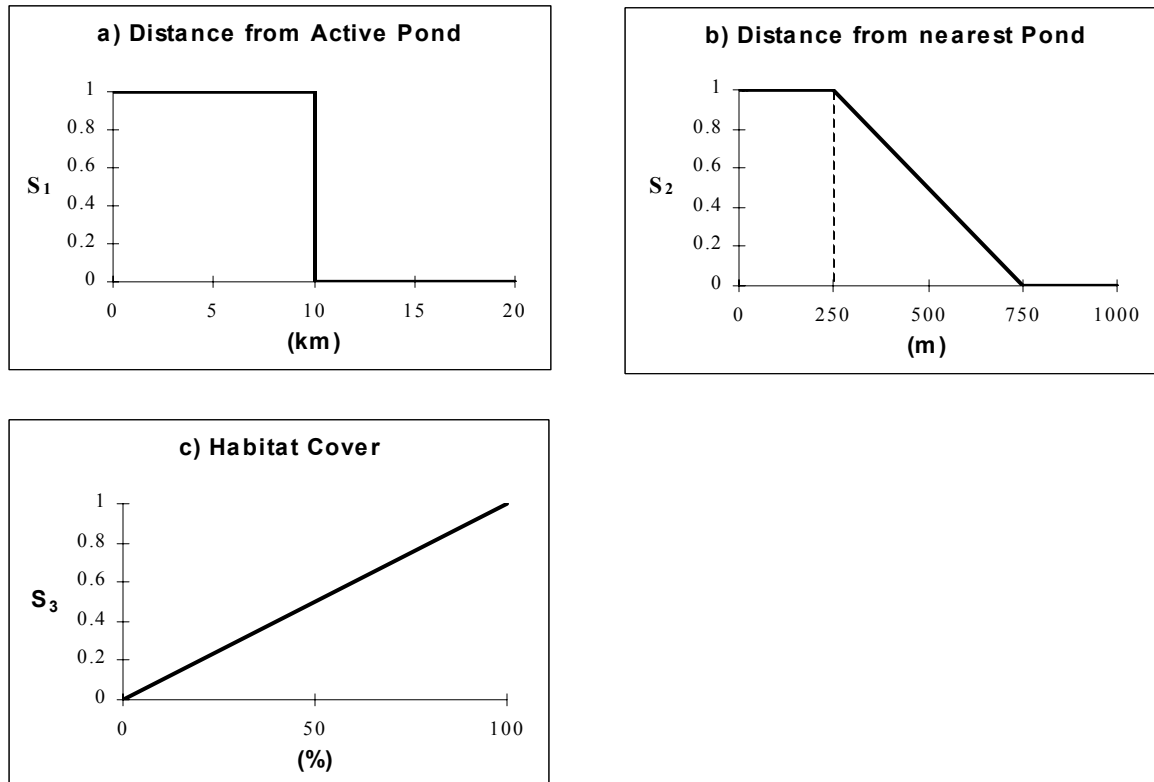 a) Distance from Active Pond
1
0.8
0.6
S1
0.4
0.2
0
0 5 10 15 20
(km)
b) Distance from nearest Pond
1
0.8
0.6
S2
0.4
0.2
0
0 250 500 750 1000
(m)
c) Habitat Cover
1
0.8
0.6
S3
0.4
0.2
0
0 50 100
(%)